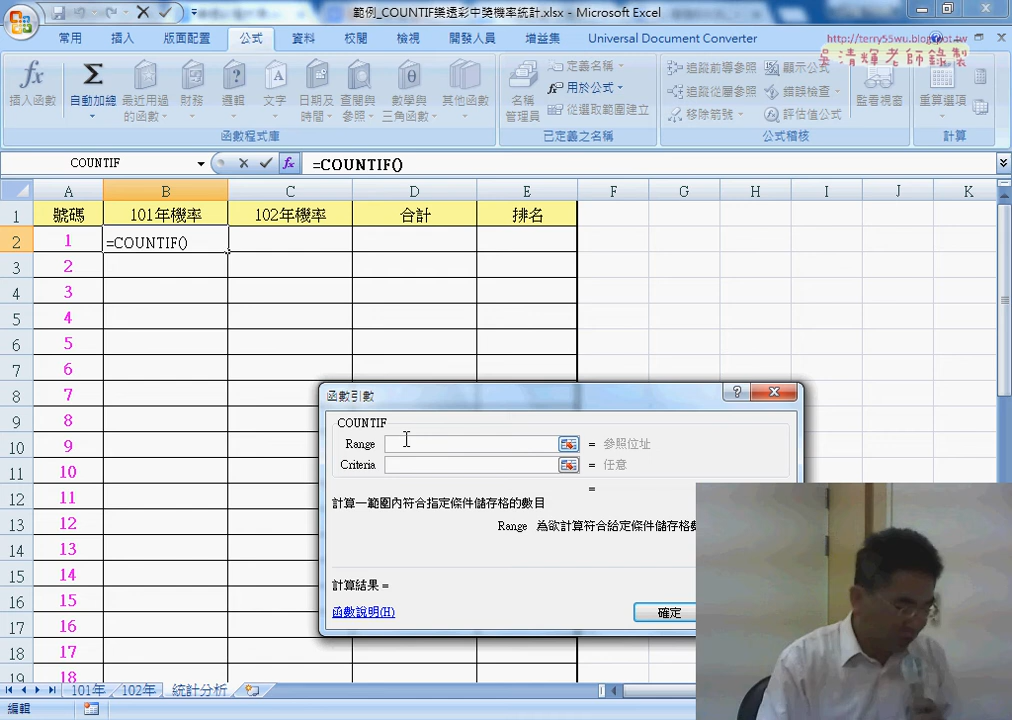 範例_COUNTIF樂透彩中獎機率統計.xlsx - Microsoft Excel
常用 插入 版面配置 公式 資料 校閱 檢視 開發人員 增益集 Universal Document Converter
http://terry55wu.blogspot.tw
吳清輝老師錄製
插入函數 自動加總 最近用過的函數 財務 邏輯 文字 日期及時間 查閱與參照 數學與三角函數 其他函數
函數程式庫
名稱管理員 定義名稱 用於公式 從選取範圍建立
已定義之名稱
追蹤前導參照 追蹤從屬參照 移除箭號 顯示公式 錯誤檢查 評估值公式 監看視窗
公式稽核
重算選項
計算
COUNTIF =COUNTIF()
A B C D E F G H I J K
1 號碼 101年機率 102年機率 合計 排名
2 1 =COUNTIF()
3 2
4 3
5 4
6 5
7 6
8 7
9 8
10 9
11 10
12 11
13 12
14 13
15 14
16 15
17 16
18 17
19 18
函數引數
COUNTIF
Range = 參照位址
Criteria = 任意
=
計算一範圍內符合指定條件儲存格的數目
Range 為欲計算符合給定條件儲存格
計算結果 =
函數說明(H) 確定
101年 102年 統計分析
編輯